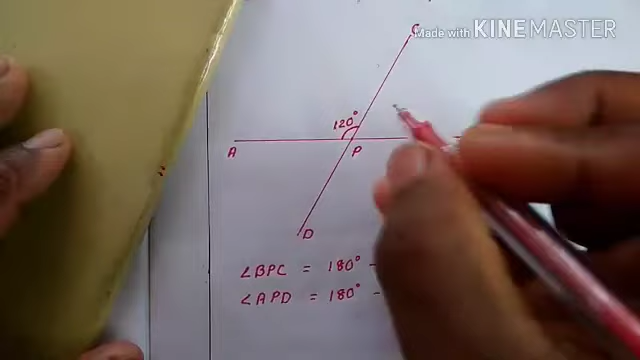 C
Made with KINEMASTER
120°
A
P
D
∠BPC = 180° -
∠APD = 180° -